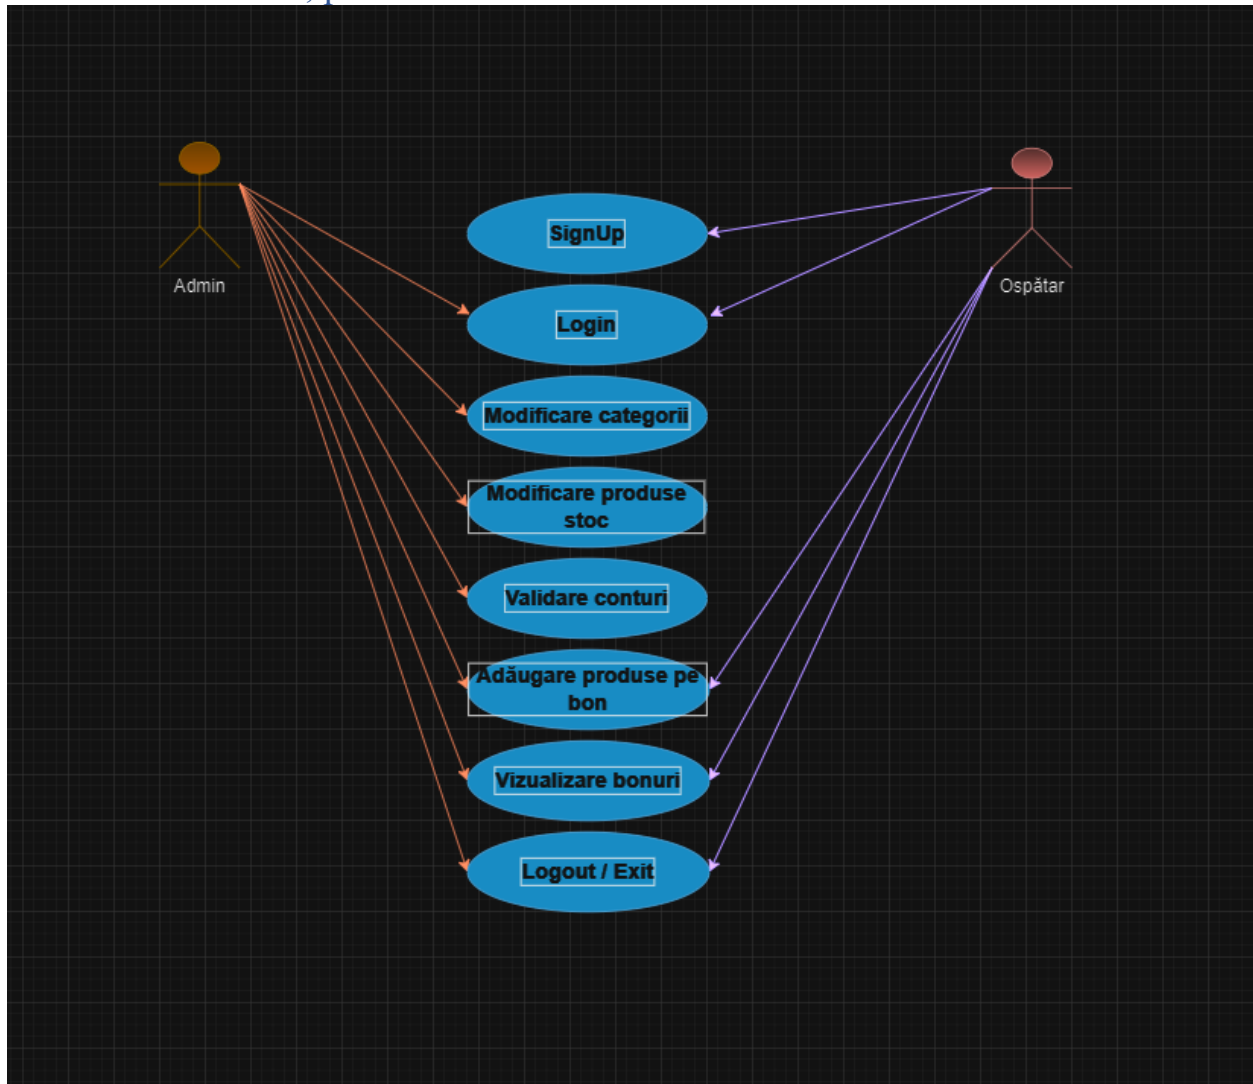 SignUp
Admin
Ospătar
Login
Modificare categorii
Modificare produse
stoc
Validare conturi
Adăugare produse pe
bon
Vizualizare bonuri
Logout / Exit